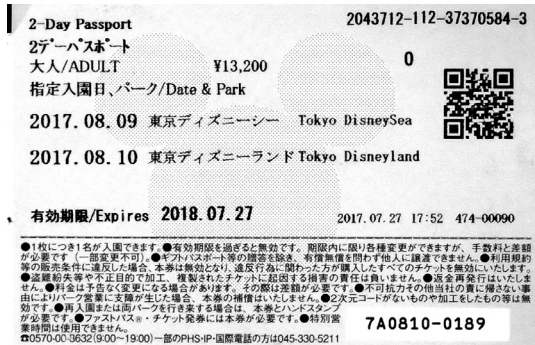 2-Day Passport
2043712-112-37370584-3
2デーパスポート
大人/ADULT ¥13,200 0
指定入園日、パーク/Date & Park
2017.08.09 東京ディズニーシー Tokyo DisneySea
2017.08.10 東京ディズニーランド Tokyo Disneyland
有効期限/Expires 2018.07.27 2017.07.27 17:52 474-00090
●1枚につき1名が入園できます。●有効期限を過ぎると無効です。期限内に限り各種変更ができますが、手数料と差額
が必要です(一部変更不可)。●ギフトパスポート等の贈答を除き、有償無償を問わず他人に譲渡できません。●利用規約
等の販売条件に違反した場合、本券は無効となり、違反行為に関わった方が購入したすべてのチケットを無効にいたします。
●盗難紛失等や不正目的で加工、複製されたチケットに起因する損害の責任は負いません。●返金再発行はいたしま
せん。●料金は予告なく変更になる場合があります。その際は差額が必要です。●不可抗力その他当社の責に帰さない事
由によりパーク営業に支障が生じた場合、本券の補償はいたしません。●2次元コードがないものや加工をしたもの等は無
効です。●再入園または両パークを行き来する場合は、本券とハンドスタンプ
が必要です。●ファストパス®・チケット発券には本券が必要です。●特別営
業時間は使用できません。
☎0570-00-3632(9:00~19:00)一部のPHS・IP・国際電話の方は045-330-5211
7A0810-0189